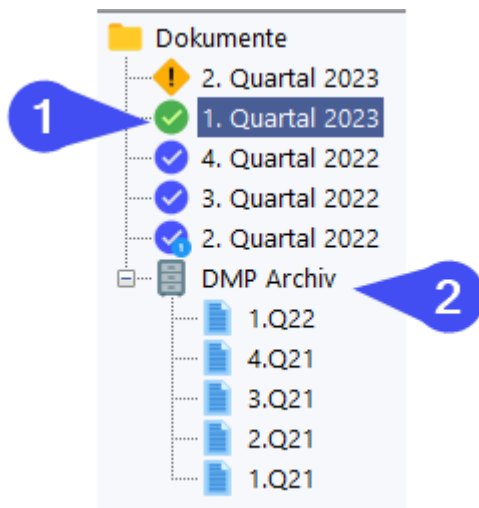 Dokumente
2. Quartal 2023
1
1. Quartal 2023
4. Quartal 2022
3. Quartal 2022
2. Quartal 2022
DMP Archiv
2
1.Q22
4.Q21
3.Q21
2.Q21
1.Q21